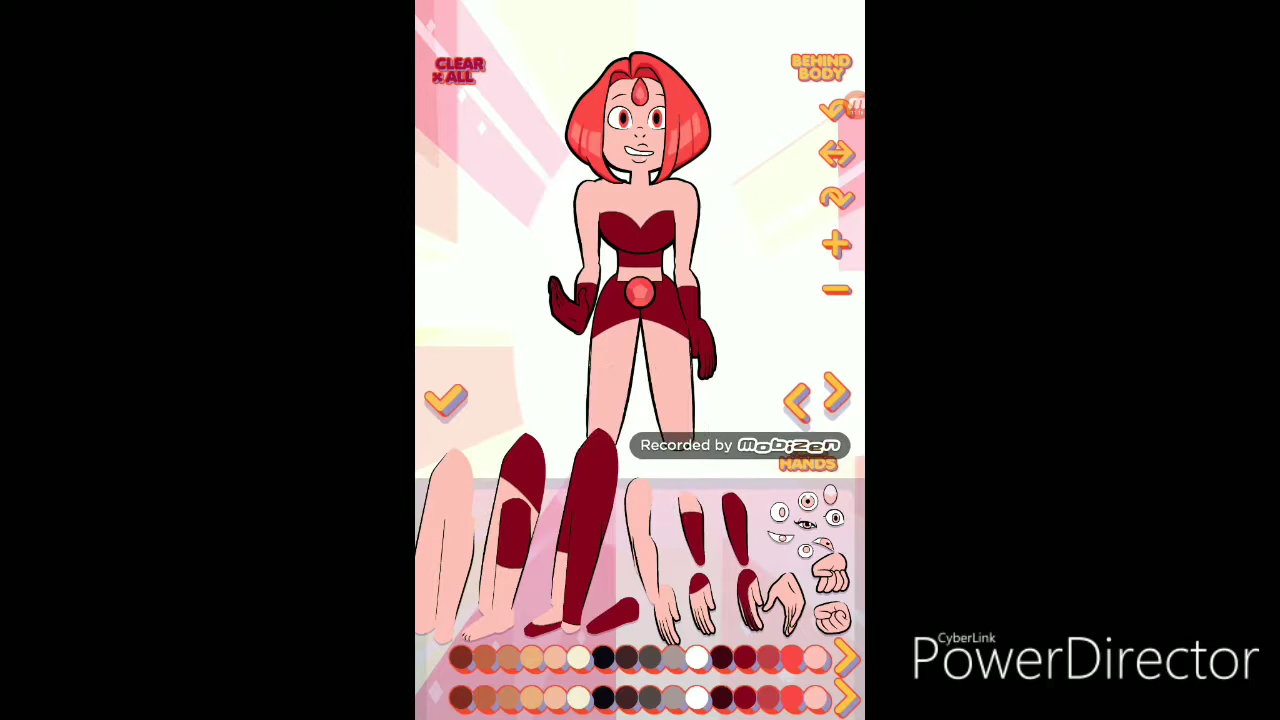 CLEAR
x ALL
BEHIND
BODY
Recorded by mobizen
HANDS
CyberLink
PowerDirector